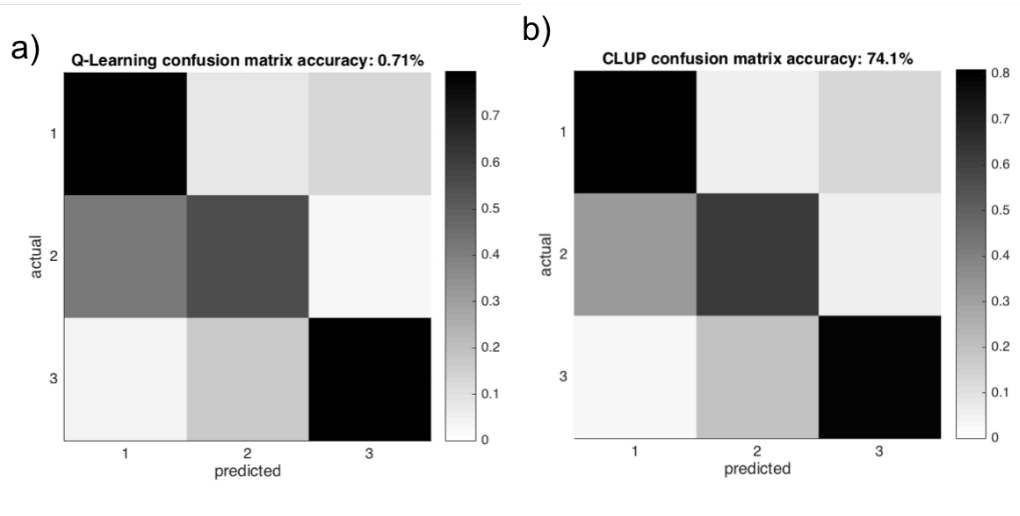 a)
Q-Learning confusion matrix accuracy: 0.71%
1
2
3
actual
1 2 3
predicted
0.7
0.6
0.5
0.4
0.3
0.2
0.1
0
b)
CLUP confusion matrix accuracy: 74.1%
1
2
3
actual
1 2 3
predicted
0.8
0.7
0.6
0.5
0.4
0.3
0.2
0.1
0